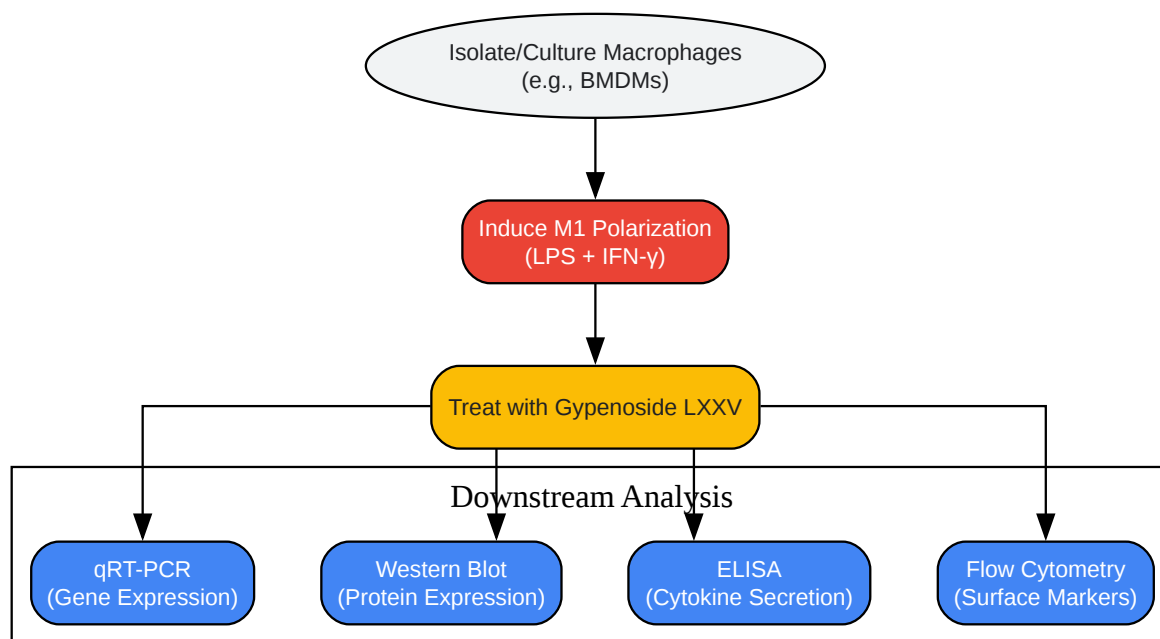 Isolate/Culture Macrophages
(e.g., BMDMs)
Induce M1 Polarization
(LPS + IFN-γ)
Treat with Gypenoside LXXV
Downstream Analysis
qRT-PCR
(Gene Expression)
Western Blot
(Protein Expression)
ELISA
(Cytokine Secretion)
Flow Cytometry
(Surface Markers)